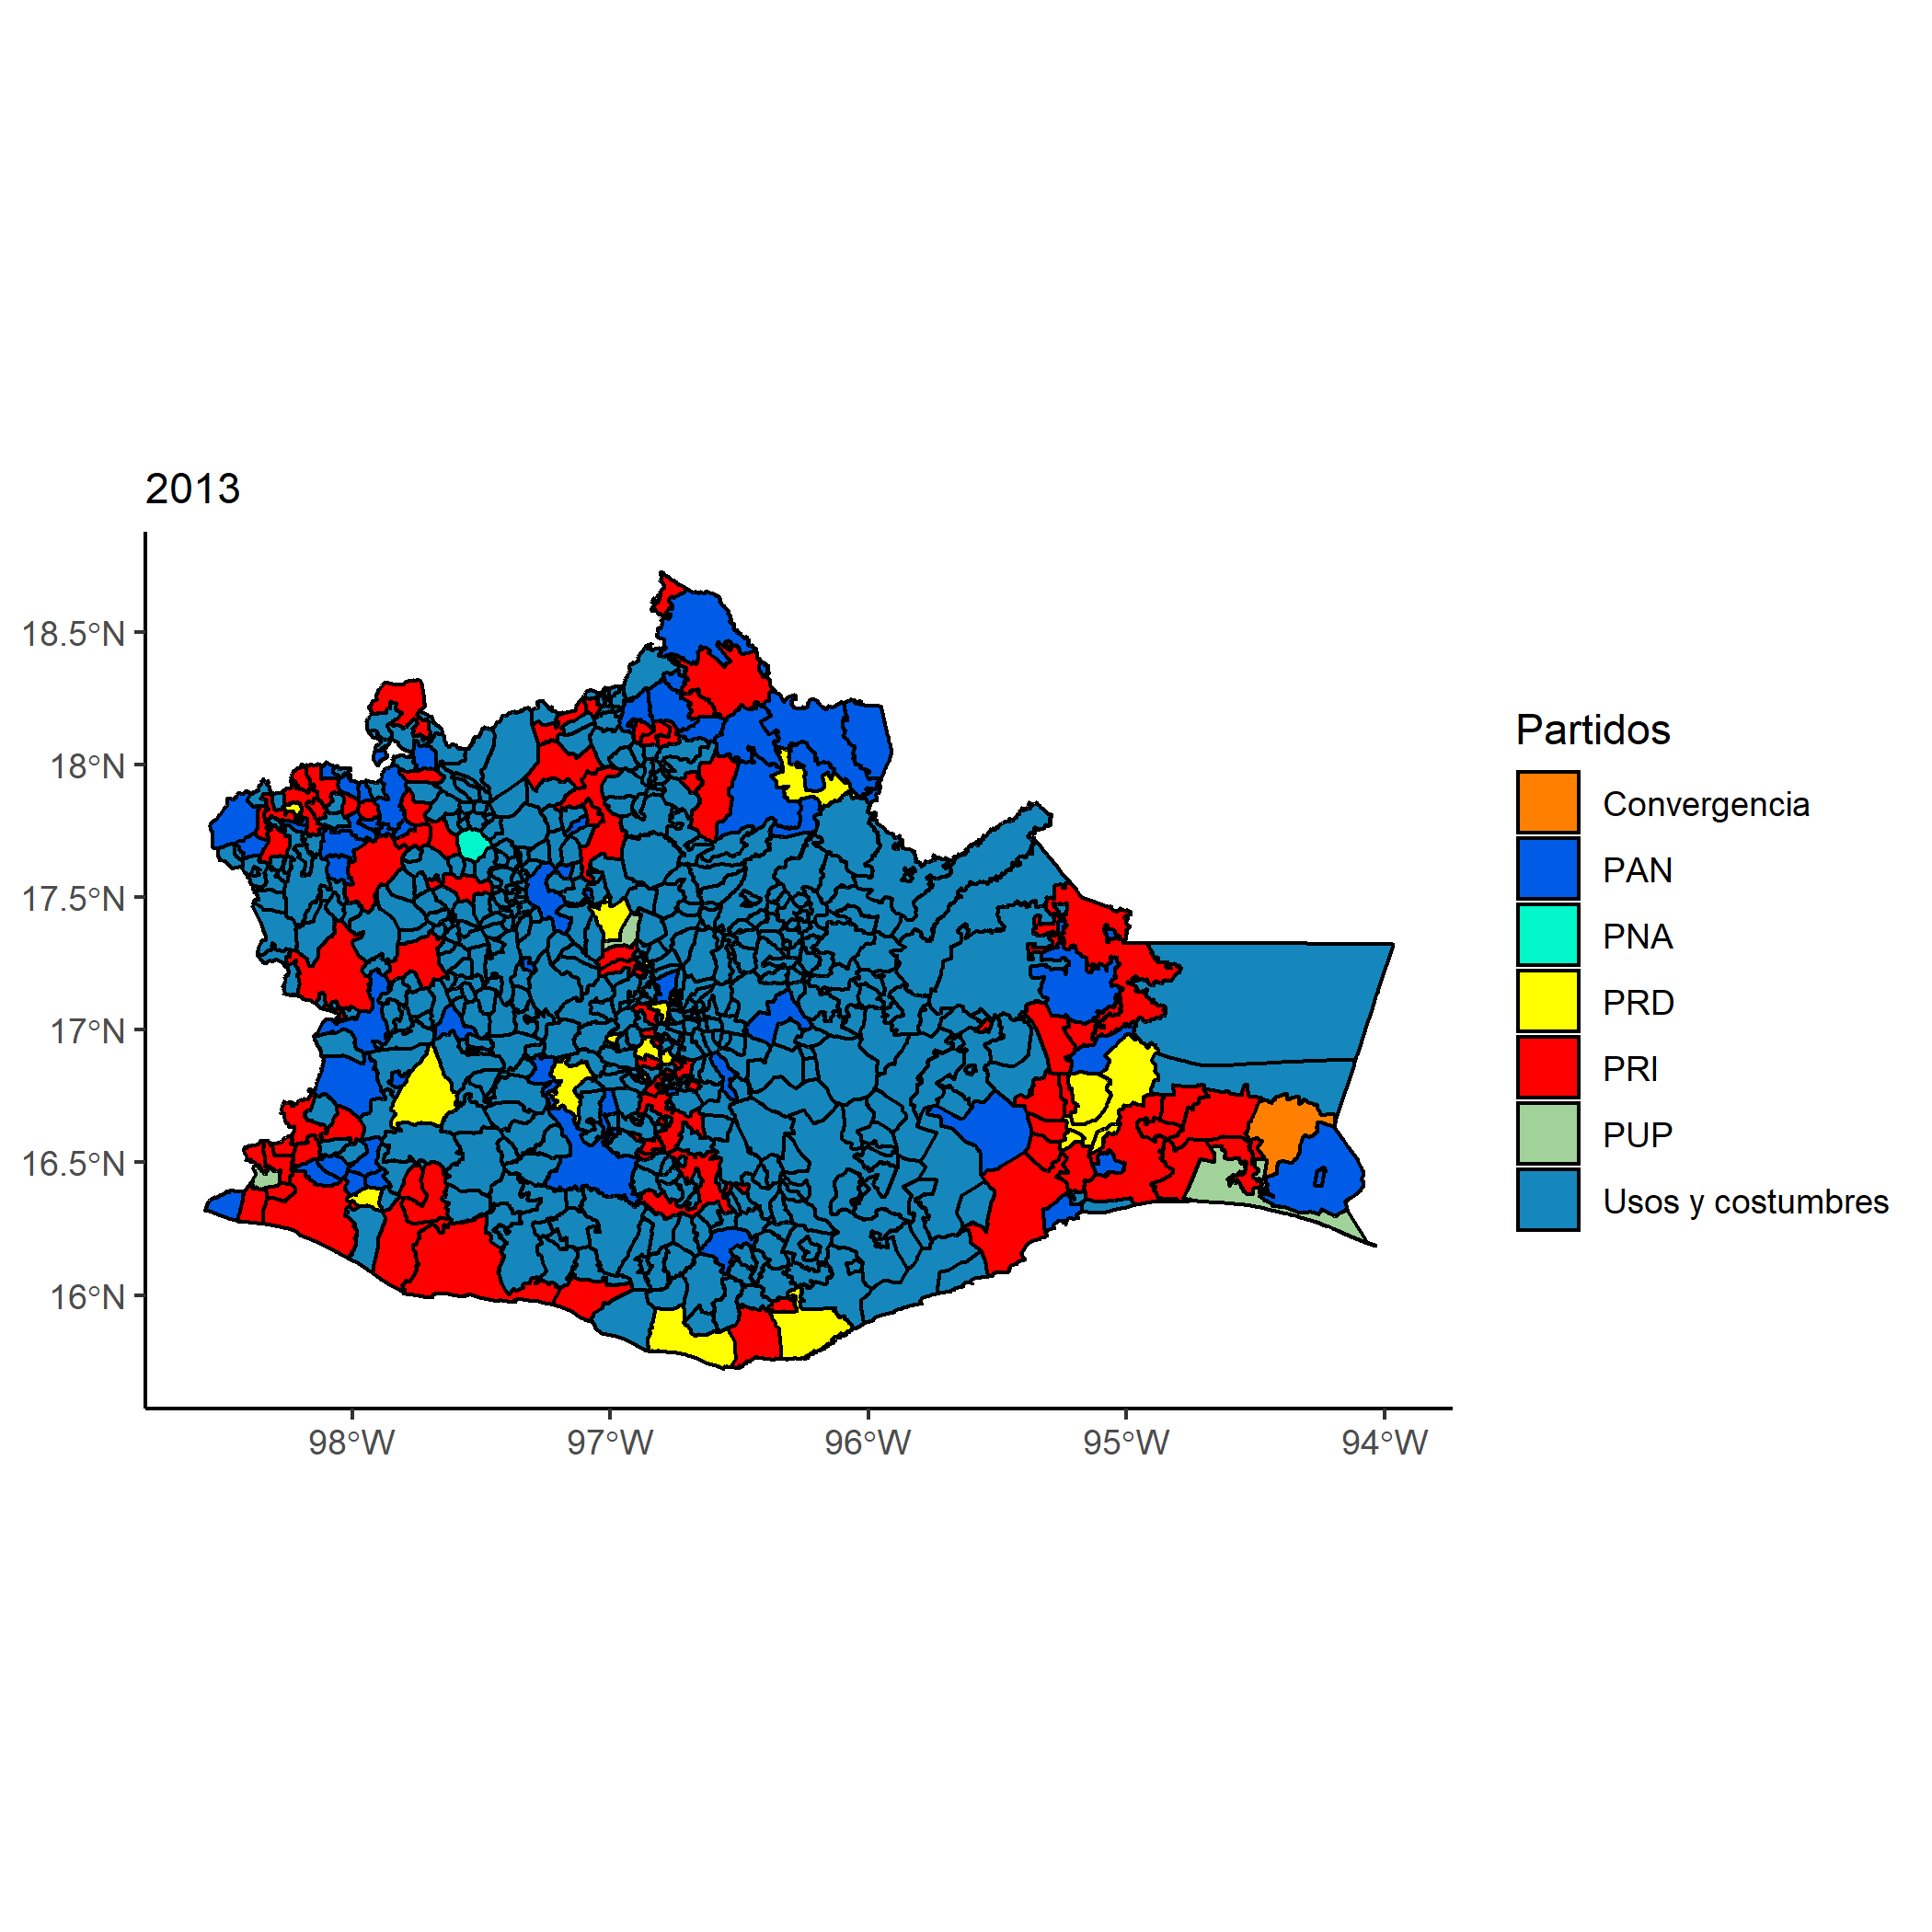 2013
18.5°N
18°N
17.5°N
17°N
16.5°N
16°N
98°W
97°W
96°W
95°W
94°W
Partidos
Convergencia
PAN
PNA
PRD
PRI
PUP
Usos y costumbres